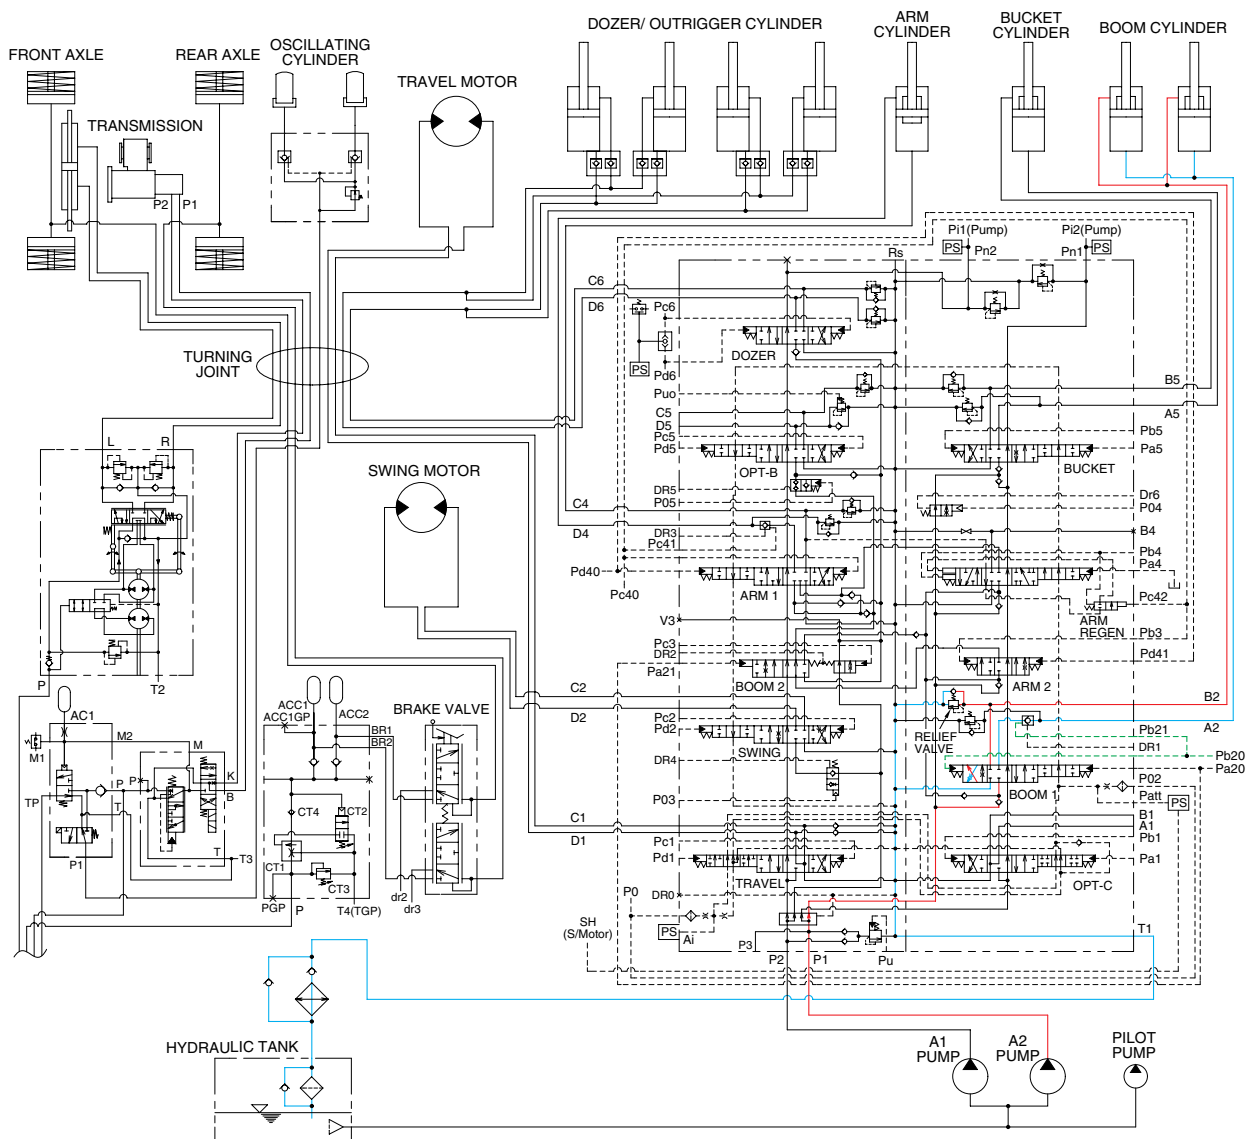 DOZER/ OUTRIGGER CYLINDER
ARM
CYLINDER
BUCKET
CYLINDER
BOOM CYLINDER
FRONT AXLE
REAR AXLE
OSCILLATING
CYLINDER
TRAVEL MOTOR
TRANSMISSION
P2
P1
TURNING
JOINT
L
R
SWING MOTOR
Pi1(Pump)
Pi2(Pump)
PS
Pn2
Pn1
PS
Rs
C6
D6
Pc6
DOZER
PS
Pd6
Puo
C5
D5
Pc5
Pd5
OPT-B
B5
A5
Pb5
Pa5
BUCKET
DR5
P05
C4
D4
DR3
Pc41
Pd40
Pc40
ARM 1
Dr6
P04
B4
Pb4
Pa4
Pc42
ARM
REGEN
Pb3
Pd41
V3
Pc3
DR2
Pa21
BOOM 2
ARM 2
C2
D2
Pc2
Pd2
SWING
RELIEF
VALVE
B2
A2
Pb21
DR1
Pb20
Pa20
DR4
BOOM 1
P02
Patt
PS
P03
C1
D1
Pc1
Pd1
TRAVEL
B1
A1
Pb1
Pa1
OPT-C
P0
DR0
SH
(S/Motor)
PS
Ai
P3
P2
P1
Pu
T1
P
T2
AC1
M2
M1
M
TP
P
P
K
B
T
T
T3
P1
ACC1
ACC1GP
ACC2
BR1
BR2
BRAKE VALVE
CT4
CT2
CT1
CT3
PGP
P
T4(TGP)
dr2
dr3
HYDRAULIC TANK
A1
PUMP
A2
PUMP
PILOT
PUMP